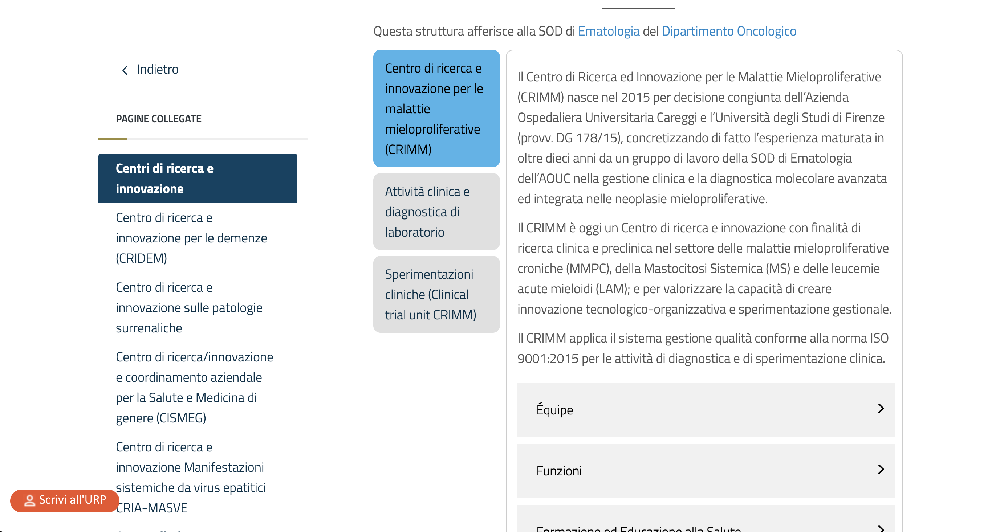 Indietro
PAGINE COLLEGATE
Centri di ricerca e
innovazione
Centro di ricerca e
innovazione per le demenze
(CRIDEM)
Centro di ricerca e
innovazione sulle patologie
surrenaliche
Centro di ricerca/innovazione
e coordinamento aziendale
per la Salute e Medicina di
genere (CISMEG)
Centro di ricerca e
innovazione Manifestazioni
sistemiche da virus epatitici
CRIA-MASVE
Scrivi all'URP
Questa struttura afferisce alla SOD di Ematologia del Dipartimento Oncologico
Centro di ricerca e
innovazione per le
malattie
mieloproliferative
(CRIMM)
Attività clinica e
diagnostica di
laboratorio
Sperimentazioni
cliniche (Clinical
trial unit CRIMM)
Il Centro di Ricerca ed Innovazione per le Malattie Mieloproliferative
(CRIMM) nasce nel 2015 per decisione congiunta dell’Azienda
Ospedaliera Universitaria Careggi e l’Università degli Studi di Firenze
(provv. DG 178/15), concretizzando di fatto l’esperienza maturata in
oltre dieci anni da un gruppo di lavoro della SOD di Ematologia
dell’AOUC nella gestione clinica e la diagnostica molecolare avanzata
ed integrata nelle neoplasie mieloproliferative.
Il CRIMM è oggi un Centro di ricerca e innovazione con finalità di
ricerca clinica e preclinica nel settore delle malattie mieloproliferative
croniche (MMPC), della Mastocitosi Sistemica (MS) e delle leucemie
acute mieloidi (LAM); e per valorizzare la capacità di creare
innovazione tecnologico-organizzativa e sperimentazione gestionale.
Il CRIMM applica il sistema gestione qualità conforme alla norma ISO
9001:2015 per le attività di diagnostica e di sperimentazione clinica.
Équipe
Funzioni
Formazione ed Educazione alla Salute